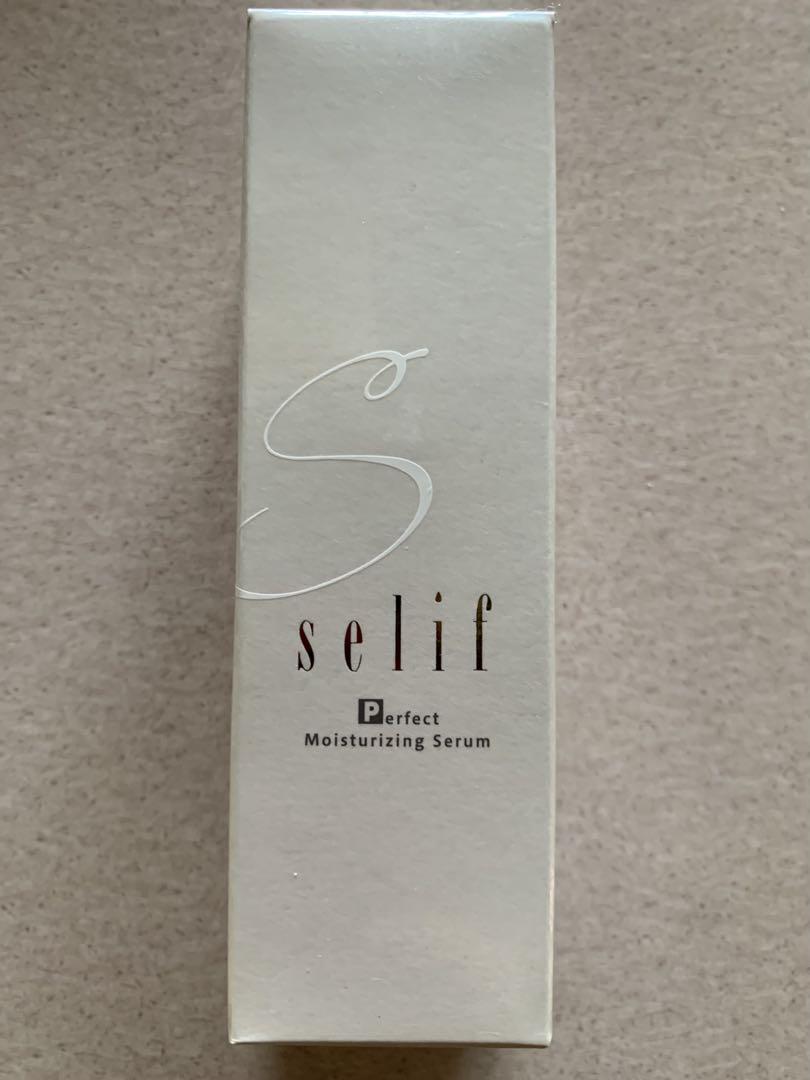 S
selif
Perfect
Moisturizing Serum